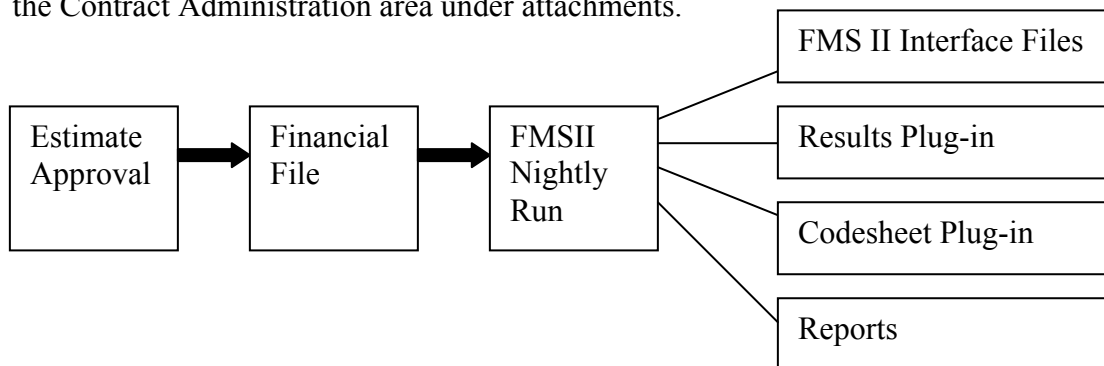 the Contract Administration area under attachments.
FMS II Interface Files
Estimate
Approval
Financial
File
FMSII
Nightly
Run
Results Plug-in
Codesheet Plug-in
Reports